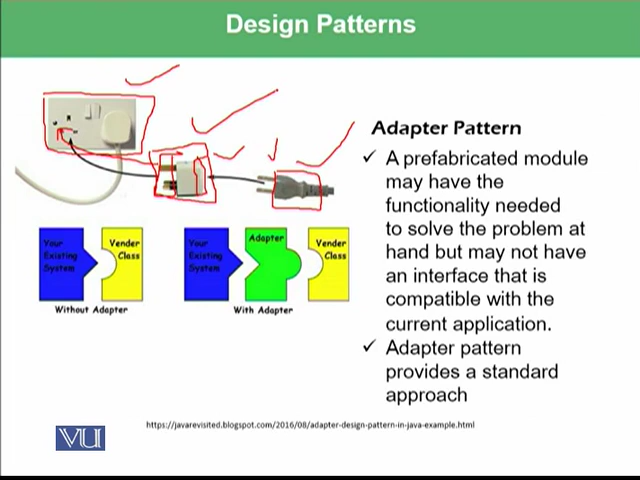 Design Patterns
Adapter Pattern
✓ A prefabricated module
may have the
functionality needed
to solve the problem at
hand but may not have
an interface that is
compatible with the
current application.
✓ Adapter pattern
provides a standard
approach
Your
Existing
System
Vender
Class
Without Adapter
Your
Existing
System
Adapter
Vender
Class
With Adapter
https://javarevisited.blogspot.com/2016/08/adapter-design-pattern-in-java-example.html
VU